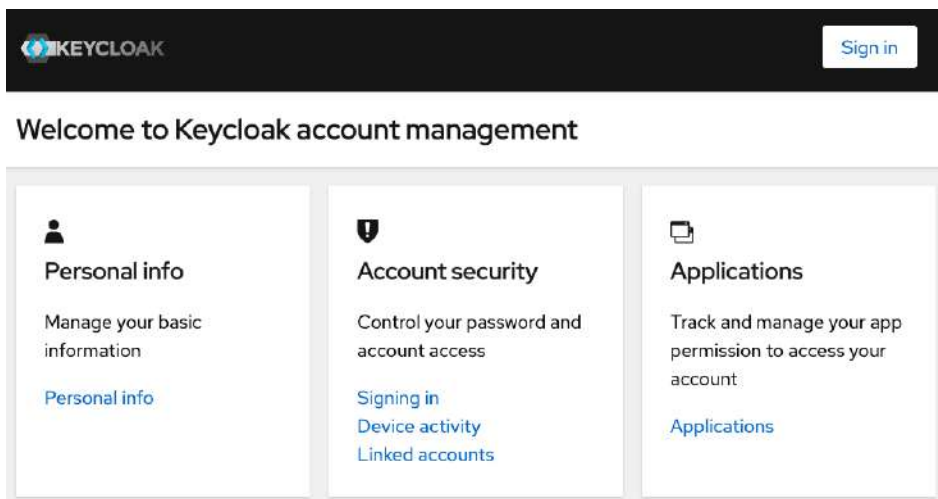 KEYCLOAK
Sign in
Welcome to Keycloak account management
Personal info
Manage your basic
information
Personal info
Account security
Control your password and
account access
Signing in
Device activity
Linked accounts
Applications
Track and manage your app
permission to access your
account
Applications